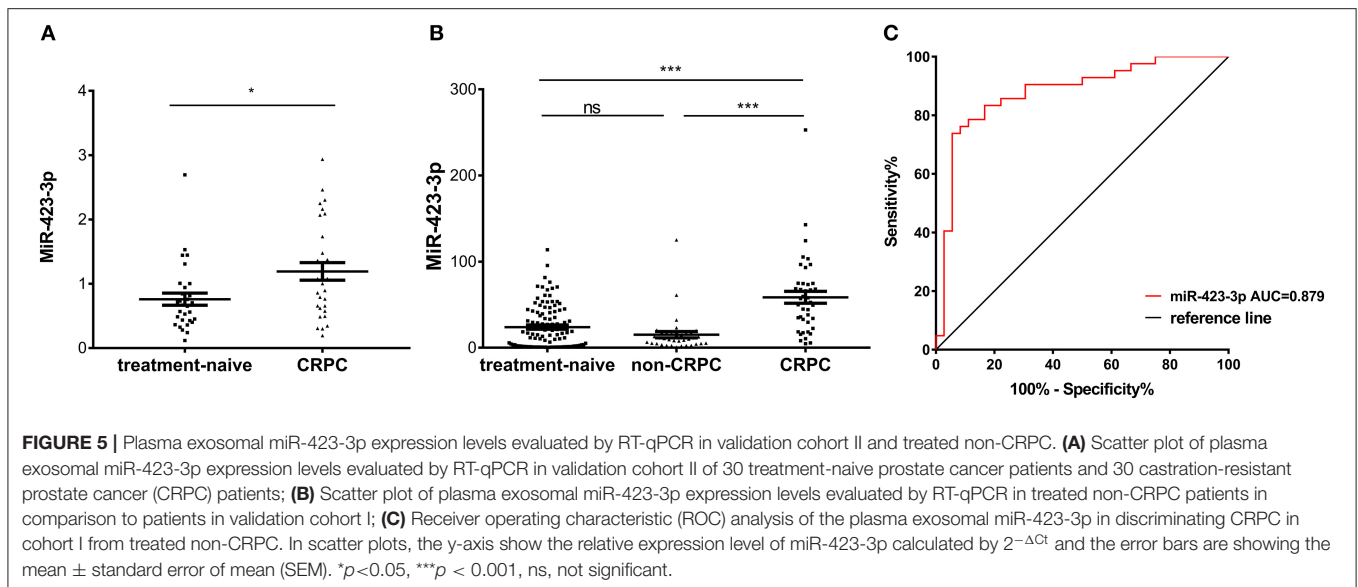 A
*
4
3
2
1
0
MiR-423-3p
treatment-naive
CRPC
B
***
ns
***
300
200
100
0
MiR-423-3p
treatment-naive
non-CRPC
CRPC
C
100
80
60
40
20
0
Sensitivity%
miR-423-3p AUC=0.879
reference line
0 20 40 60 80 100
100% - Specificity%
FIGURE 5 | Plasma exosomal miR-423-3p expression levels evaluated by RT-qPCR in validation cohort II and treated non-CRPC. (A) Scatter plot of plasma
exosomal miR-423-3p expression levels evaluated by RT-qPCR in validation cohort II of 30 treatment-naive prostate cancer patients and 30 castration-resistant
prostate cancer (CRPC) patients; (B) Scatter plot of plasma exosomal miR-423-3p expression levels evaluated by RT-qPCR in treated non-CRPC patients in
comparison to patients in validation cohort I; (C) Receiver operating characteristic (ROC) analysis of the plasma exosomal miR-423-3p in discriminating CRPC in
cohort I from treated non-CRPC. In scatter plots, the y-axis show the relative expression level of miR-423-3p calculated by 2⁻ΔCt and the error bars are showing the
mean ± standard error of mean (SEM). *p<0.05, ***p < 0.001, ns, not significant.